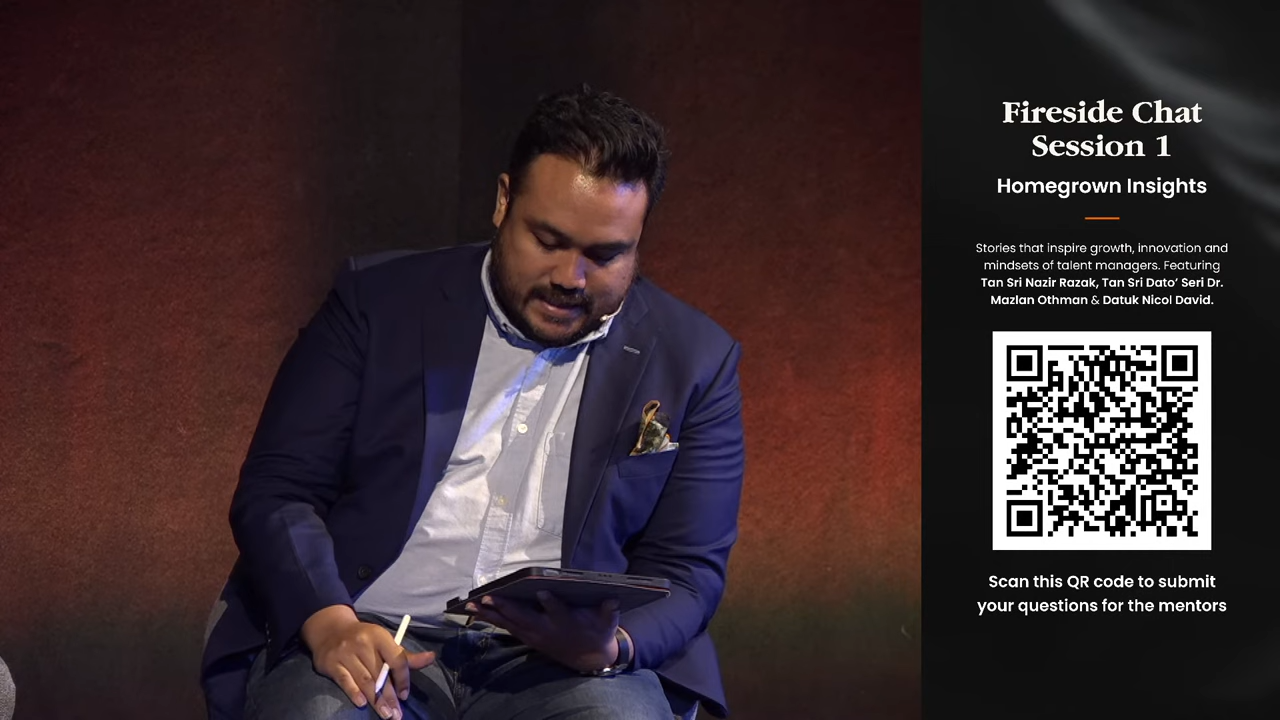 Fireside Chat
Session 1
Homegrown Insights
Stories that inspire growth, innovation and
mindsets of talent managers. Featuring
Tan Sri Nazir Razak, Tan Sri Dato’ Seri Dr.
Mazlan Othman & Datuk Nicol David.
Scan this QR code to submit
your questions for the mentors